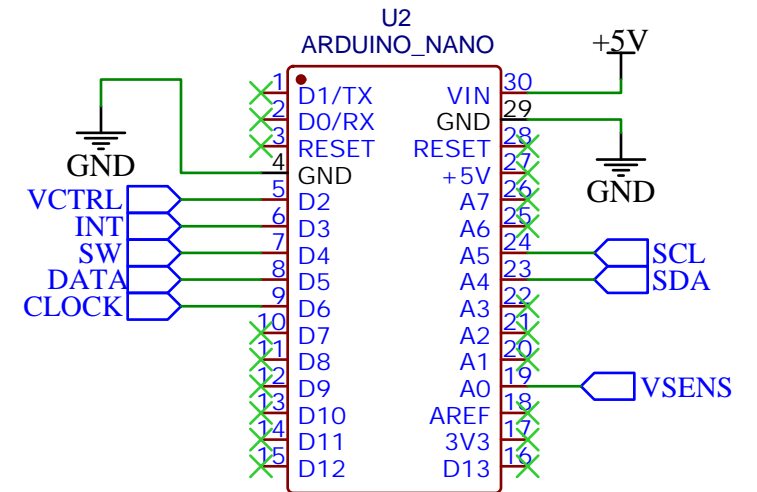 U2
ARDUINO_NANO
+5V
1 D1/TX VIN 30
2 D0/RX GND 29
3 RESET RESET 28
GND 4 GND +5V 27
VCTRL 5 D2 A7 26 GND
INT 6 D3 A6 25
SW 7 D4 A5 24 SCL
DATA 8 D5 A4 23 SDA
CLOCK 9 D6 A3 22
10 D7 A2 21
11 D8 A1 20
12 D9 A0 19 VSENS
13 D10 AREF 18
14 D11 3V3 17
15 D12 D13 16